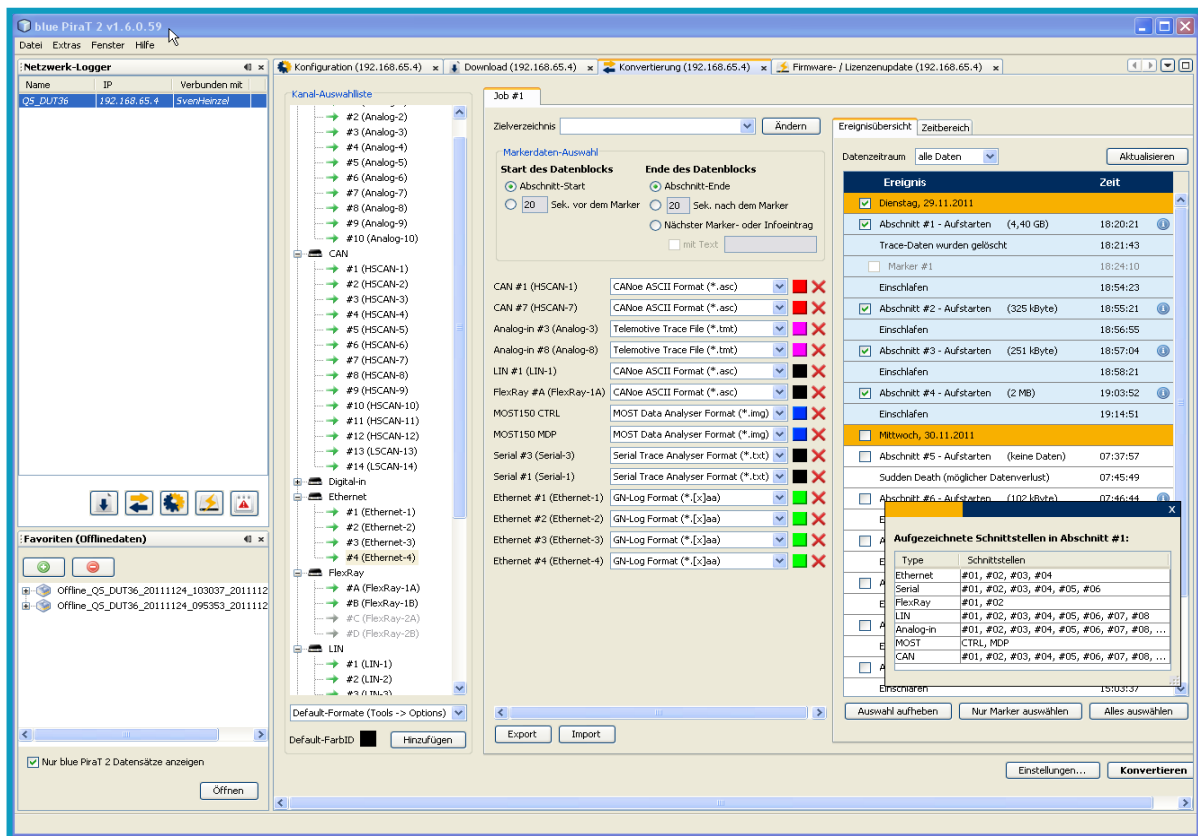 blue PiraT 2 v1.6.0.59
Datei Extras Fenster Hilfe
Netzwerk-Logger
Name IP Verbunden mit
QS_DUT36 192.168.65.4 SvenHeinzel
Favoriten (Offlinedaten)
Offline_QS_DUT36_20111124_103037_2011112
Offline_QS_DUT36_20111124_095353_2011112
Nur blue PiraT 2 Datensätze anzeigen
Öffnen
Konfiguration (192.168.65.4) Download (192.168.65.4) Konvertierung (192.168.65.4) Firmware- / Lizenzenupdate (192.168.65.4)
Kanal-Auswahlliste
#2 (Analog-2)
#3 (Analog-3)
#4 (Analog-4)
#5 (Analog-5)
#6 (Analog-6)
#7 (Analog-7)
#8 (Analog-8)
#9 (Analog-9)
#10 (Analog-10)
CAN
#1 (HSCAN-1)
#2 (HSCAN-2)
#3 (HSCAN-3)
#4 (HSCAN-4)
#5 (HSCAN-5)
#6 (HSCAN-6)
#7 (HSCAN-7)
#8 (HSCAN-8)
#9 (HSCAN-9)
#10 (HSCAN-10)
#11 (HSCAN-11)
#12 (HSCAN-12)
#13 (LSCAN-13)
#14 (LSCAN-14)
Digital-in
Ethernet
#1 (Ethernet-1)
#2 (Ethernet-2)
#3 (Ethernet-3)
#4 (Ethernet-4)
FlexRay
#A (FlexRay-1A)
#B (FlexRay-1B)
#C (FlexRay-2A)
#D (FlexRay-2B)
LIN
#1 (LIN-1)
#2 (LIN-2)
#3 (LIN-3)
Default-Formate (Tools -> Options)
Default-FarbID Hinzufügen
Job #1
Zielverzeichnis Ändern
Markerdaten-Auswahl
Start des Datenblocks Ende des Datenblocks
Abschnitt-Start Abschnitt-Ende
20 Sek. vor dem Marker 20 Sek. nach dem Marker
Nächster Marker- oder Infoeintrag
mit Text
CAN #1 (HSCAN-1) CANoe ASCII Format (*.asc)
CAN #7 (HSCAN-7) CANoe ASCII Format (*.asc)
Analog-in #3 (Analog-3) Telemotive Trace File (*.tmt)
Analog-in #8 (Analog-8) Telemotive Trace File (*.tmt)
LIN #1 (LIN-1) CANoe ASCII Format (*.asc)
FlexRay #A (FlexRay-1A) CANoe ASCII Format (*.asc)
MOST150 CTRL MOST Data Analyser Format (*.img)
MOST150 MDP MOST Data Analyser Format (*.img)
Serial #3 (Serial-3) Serial Trace Analyser Format (*.txt)
Serial #1 (Serial-1) Serial Trace Analyser Format (*.txt)
Ethernet #1 (Ethernet-1) GN-Log Format (*.[x]aa)
Ethernet #2 (Ethernet-2) GN-Log Format (*.[x]aa)
Ethernet #3 (Ethernet-3) GN-Log Format (*.[x]aa)
Ethernet #4 (Ethernet-4) GN-Log Format (*.[x]aa)
Export Import
Ereignisübersicht Zeitbereich
Datenzeitraum alle Daten Aktualisieren
Ereignis Zeit
Dienstag, 29.11.2011
Abschnitt #1 - Aufstarten (4,40 GB) 18:20:21
Trace-Daten wurden gelöscht 18:21:43
Marker #1 18:24:10
Einschlafen 18:54:23
Abschnitt #2 - Aufstarten (325 kByte) 18:55:21
Einschlafen 18:56:55
Abschnitt #3 - Aufstarten (251 kByte) 18:57:04
Einschlafen 18:58:21
Abschnitt #4 - Aufstarten (2 MB) 19:03:52
Einschlafen 19:14:51
Mittwoch, 30.11.2011
Abschnitt #5 - Aufstarten (keine Daten) 07:37:57
Sudden Death (möglicher Datenverlust) 07:45:49
Abschnitt #6 - Aufstarten (102 kByte) 07:46:44
X
Aufgezeichnete Schnittstellen in Abschnitt #1:
Type Schnittstellen
Ethernet #01, #02, #03, #04
Serial #01, #02, #03, #04, #05, #06
FlexRay #01, #02
LIN #01, #02, #03, #04, #05, #06, #07, #08
Analog-in #01, #02, #03, #04, #05, #06, #07, #08, ...
MOST CTRL, MDP
CAN #01, #02, #03, #04, #05, #06, #07, #08, ...
Einschlafen 15:03:37
Auswahl aufheben Nur Marker auswählen Alles auswählen
Einstellungen... Konvertieren